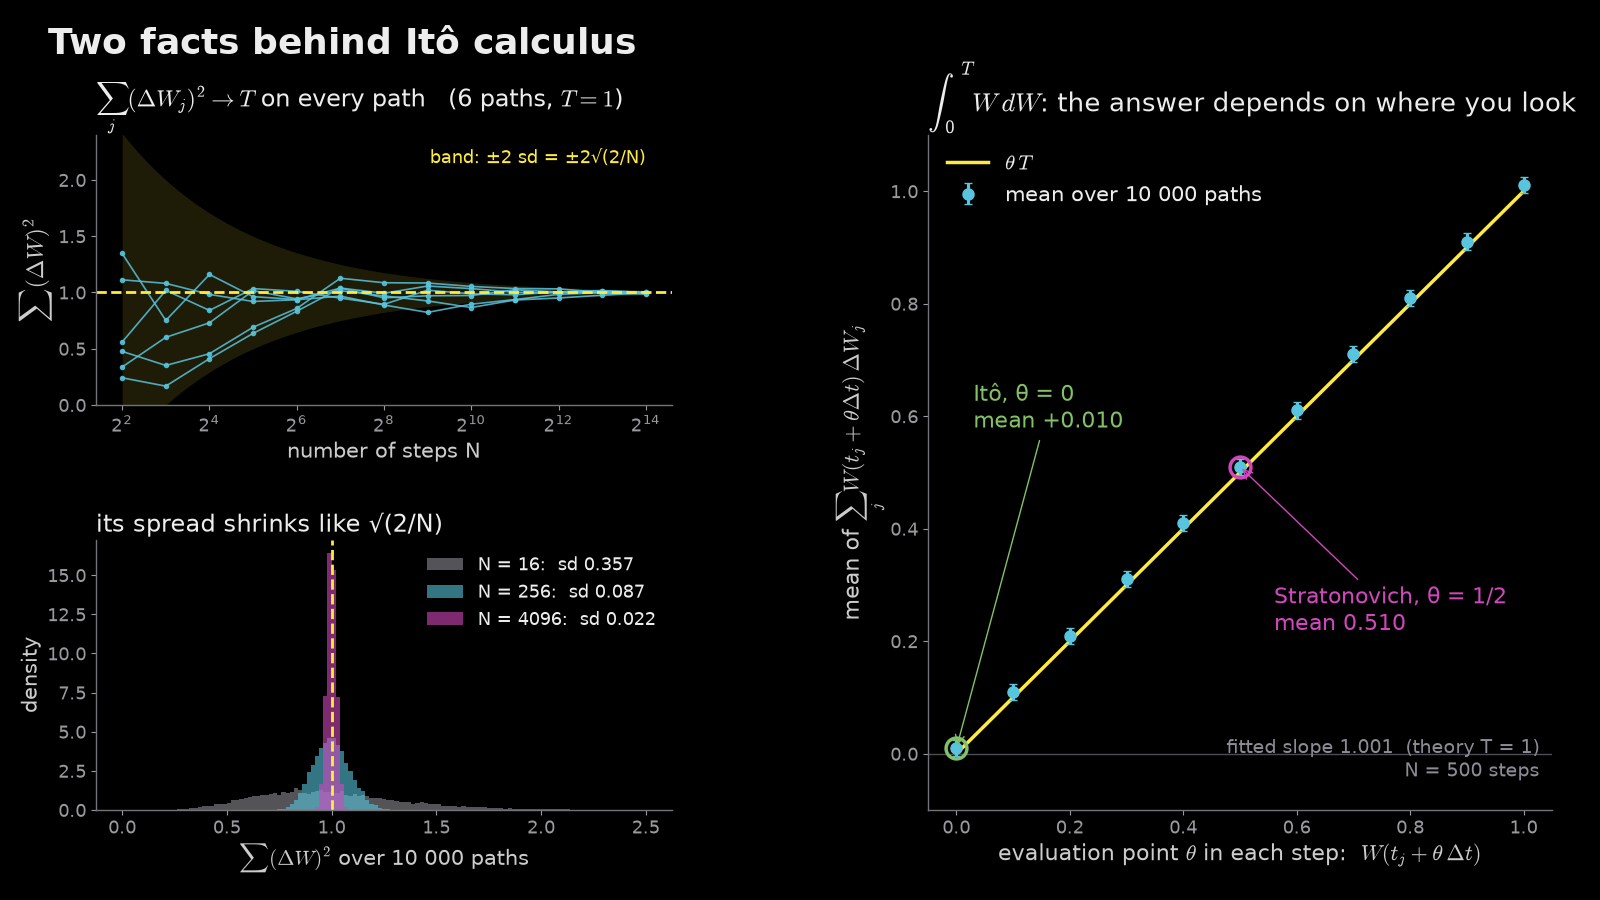 Two facts behind Itô calculus
∑_j (ΔW_j)² → T on every path (6 paths, T = 1)
band: ±2 sd = ±2√(2/N)
∑(ΔW)²
2.0
1.5
1.0
0.5
0.0
2² 2⁴ 2⁶ 2⁸ 2¹⁰ 2¹² 2¹⁴
number of steps N
its spread shrinks like √(2/N)
N = 16: sd 0.357
N = 256: sd 0.087
N = 4096: sd 0.022
density
15.0
12.5
10.0
7.5
5.0
2.5
0.0
0.0 0.5 1.0 1.5 2.0 2.5
∑(ΔW)² over 10 000 paths
∫₀ᵀ W dW: the answer depends on where you look
θ T
mean over 10 000 paths
mean of ∑_j W(t_j + θΔt) ΔW_j
1.0
0.8
0.6
0.4
0.2
0.0
Itô, θ = 0
mean +0.010
Stratonovich, θ = 1/2
mean 0.510
fitted slope 1.001 (theory T = 1)
N = 500 steps
0.0 0.2 0.4 0.6 0.8 1.0
evaluation point θ in each step: W(t_j + θ Δt)